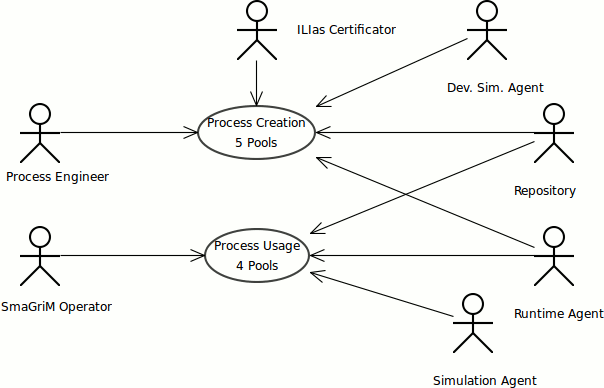 ILIas Certificator
Dev. Sim. Agent
Process Creation
5 Pools
Process Engineer
Repository
Process Usage
4 Pools
SmaGriM Operator
Runtime Agent
Simulation Agent